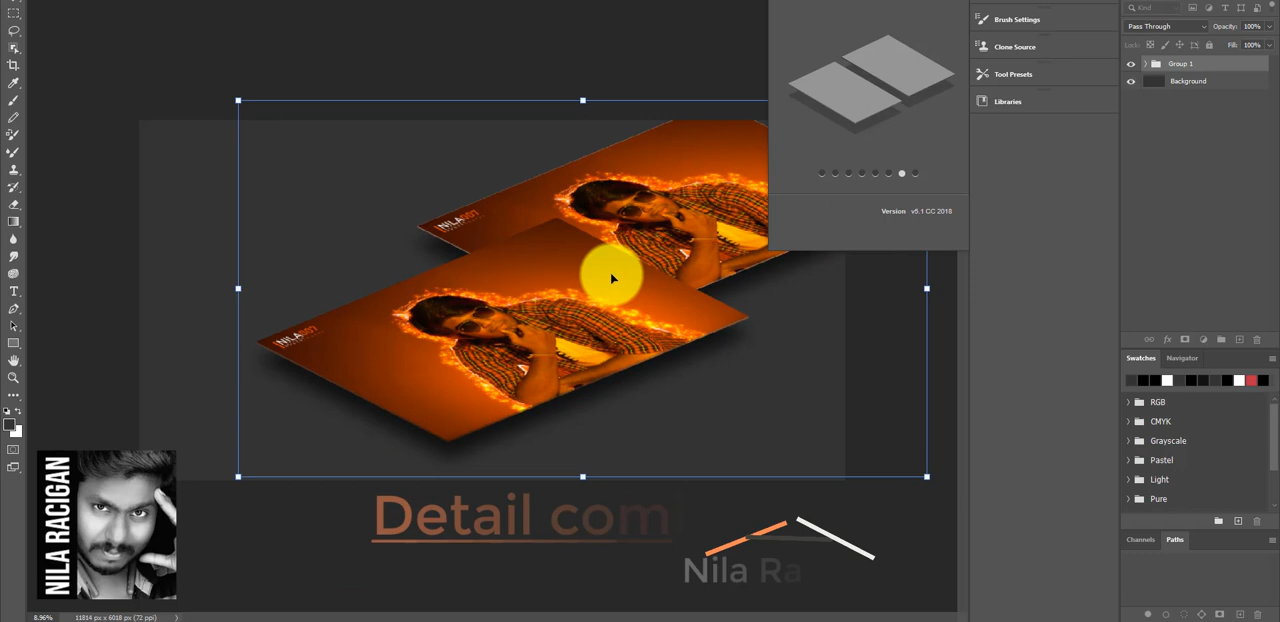 Brush Settings
Clone Source
Tool Presets
Libraries
Kind
Pass Through
Opacity: 100%
Lock:
Fill: 100%
Group 1
Background
Version v5.1 CC 2018
NILA007
NILA007
Swatches Navigator
RGB
CMYK
Grayscale
Pastel
Light
Pure
Channels Paths
NILA RACIGAN
Detail com
Nila Ra
8.96% 11814 px x 6018 px (72 ppi)